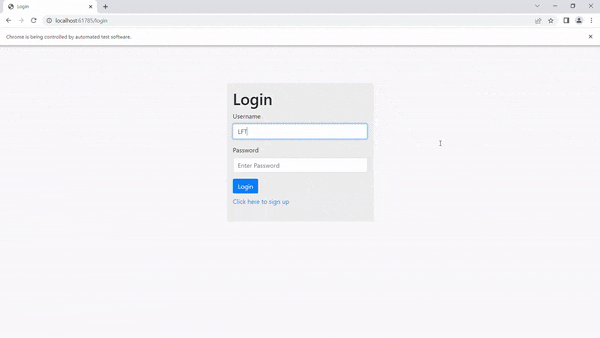 Login
localhost:61785/login
Chrome is being controlled by automated test software.
Login
Username
LFT
Password
Enter Password
Login
Click here to sign up